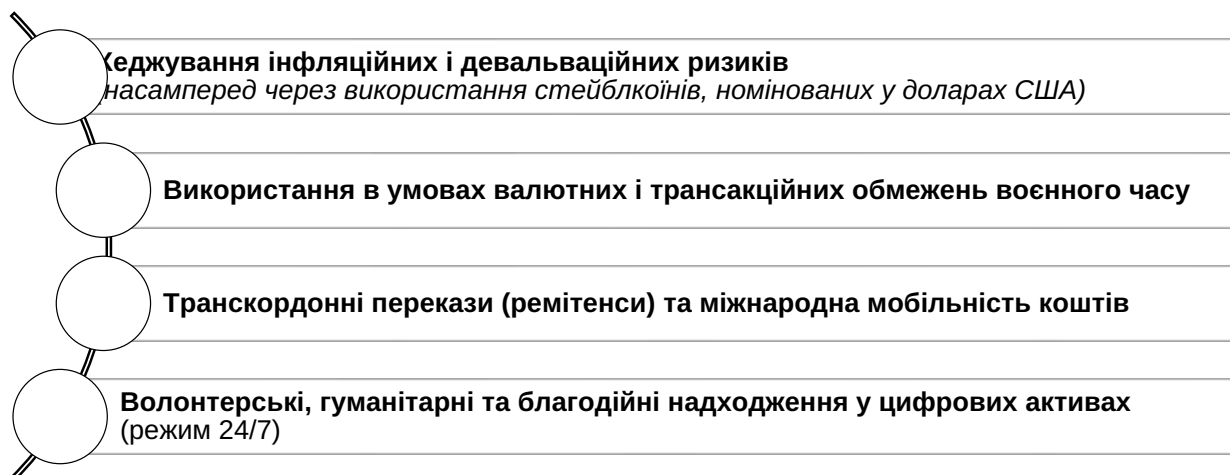 Хеджування інфляційних і девальваційних ризиків
(насамперед через використання стейблкоїнів, номінованих у доларах США)
Використання в умовах валютних і трансакційних обмежень воєнного часу
Транскордонні перекази (ремітенси) та міжнародна мобільність коштів
Волонтерські, гуманітарні та благодійні надходження у цифрових активах
(режим 24/7)